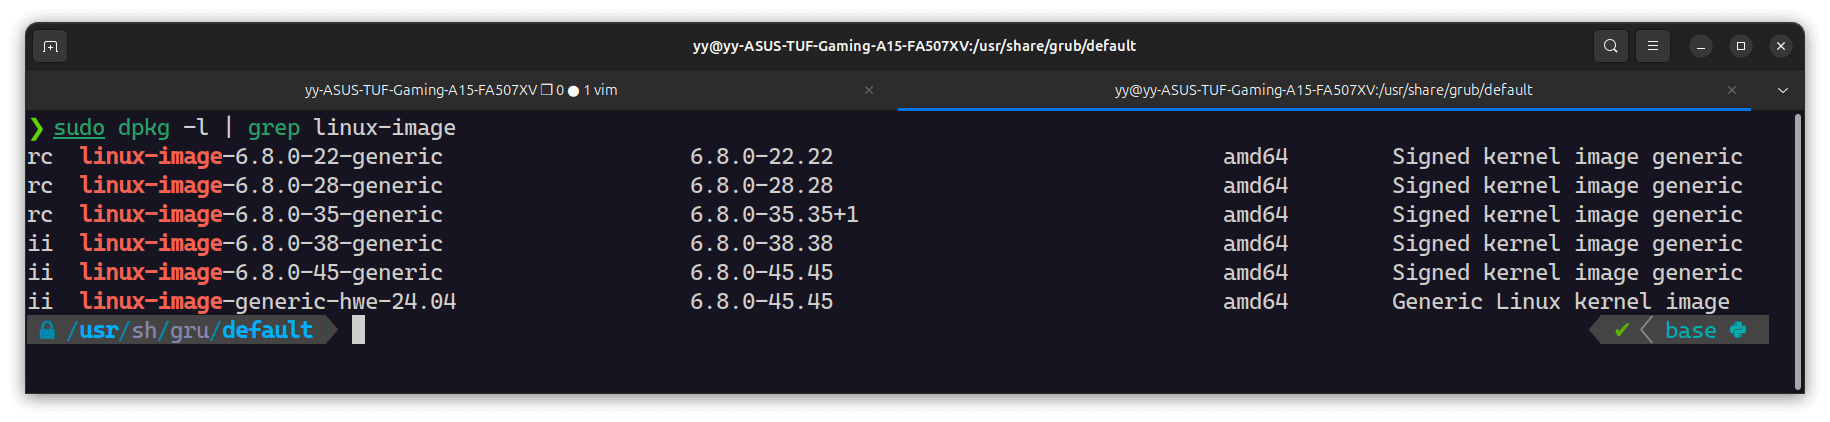 yy@yy-ASUS-TUF-Gaming-A15-FA507XV:/usr/share/grub/default
yy-ASUS-TUF-Gaming-A15-FA507XV ❐ 0 ● 1 vim
yy@yy-ASUS-TUF-Gaming-A15-FA507XV:/usr/share/grub/default
❯ sudo dpkg -l | grep linux-image
rc linux-image-6.8.0-22-generic 6.8.0-22.22 amd64 Signed kernel image generic
rc linux-image-6.8.0-28-generic 6.8.0-28.28 amd64 Signed kernel image generic
rc linux-image-6.8.0-35-generic 6.8.0-35.35+1 amd64 Signed kernel image generic
ii linux-image-6.8.0-38-generic 6.8.0-38.38 amd64 Signed kernel image generic
ii linux-image-6.8.0-45-generic 6.8.0-45.45 amd64 Signed kernel image generic
ii linux-image-generic-hwe-24.04 6.8.0-45.45 amd64 Generic Linux kernel image
/usr/sh/gru/default ✔ base